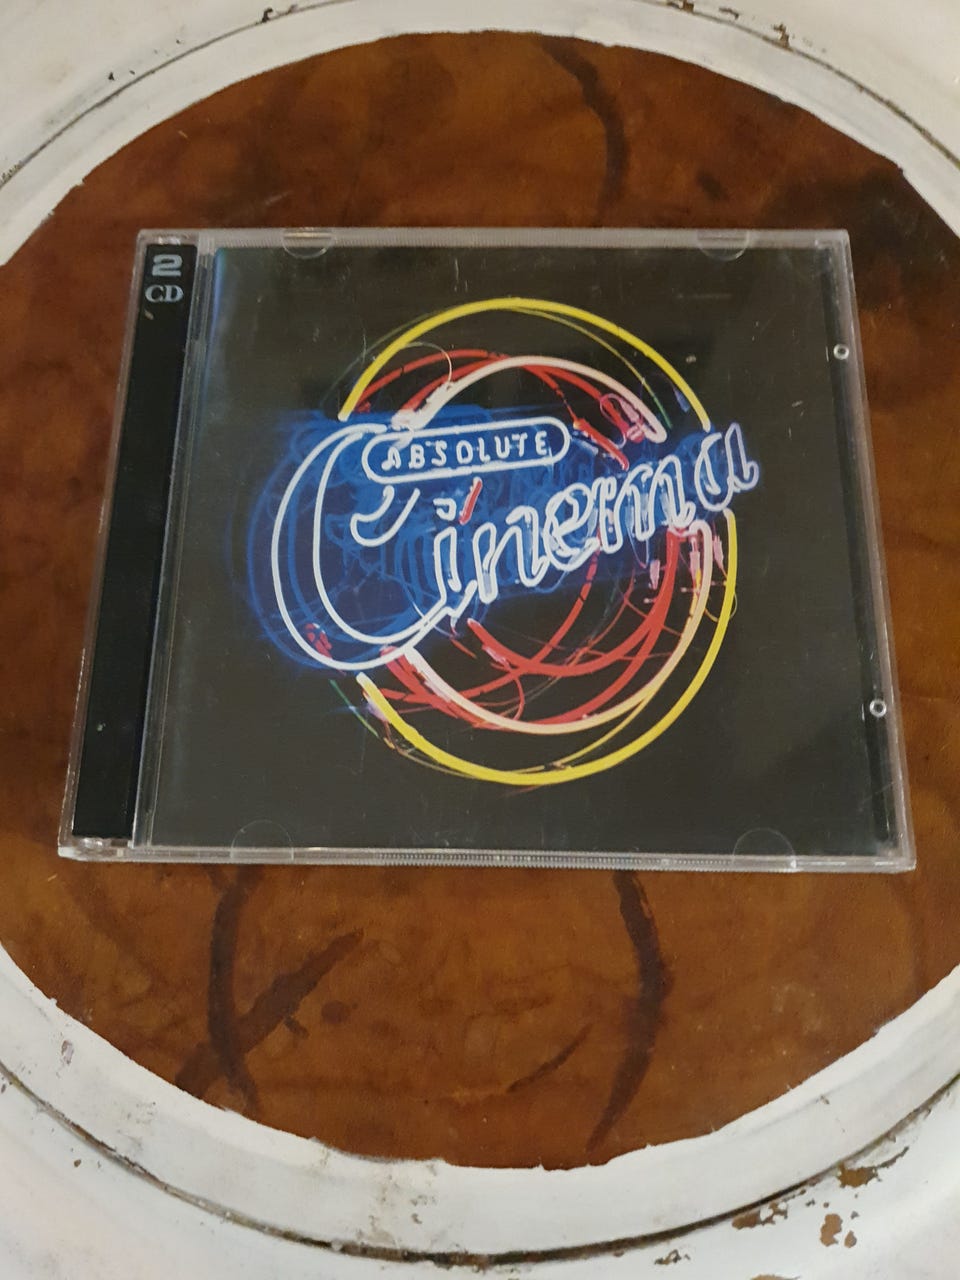 2
CD
ABSOLUTE
Cinema